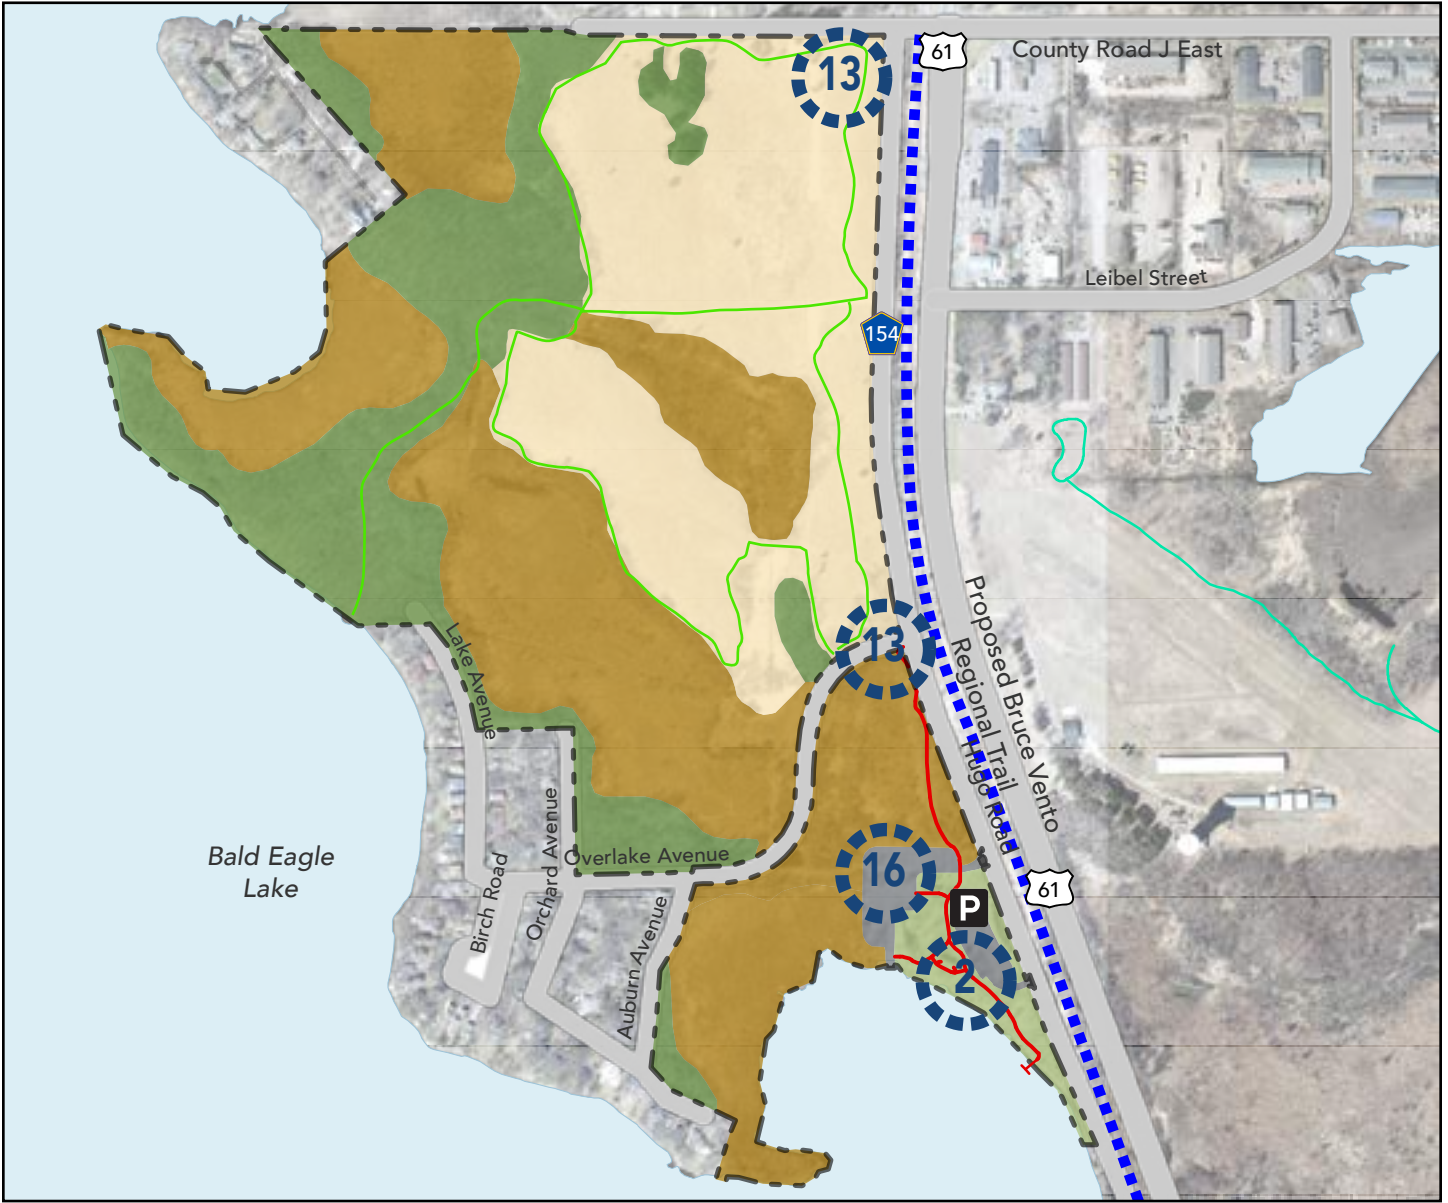 13
61
County Road J East
Leibel Street
154
Proposed Bruce Vento
Regional Trail
Hugo Road
13
Lake Avenue
Bald Eagle
Lake
Birch Road
Orchard Avenue
Overlake Avenue
Auburn Avenue
16
P
61
2